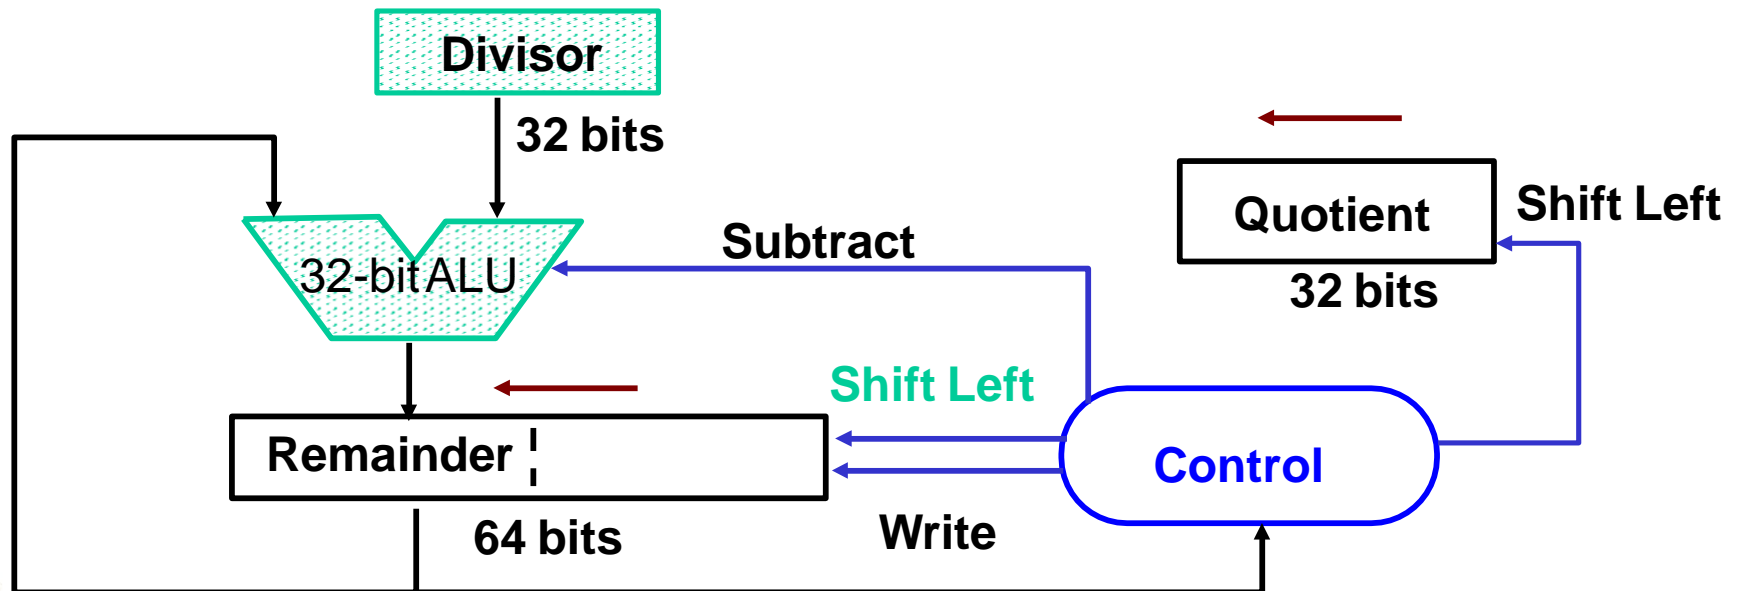 Divisor
32 bits
Quotient
Shift Left
Subtract
32-bit ALU
32 bits
Shift Left
Remainder
Control
64 bits
Write